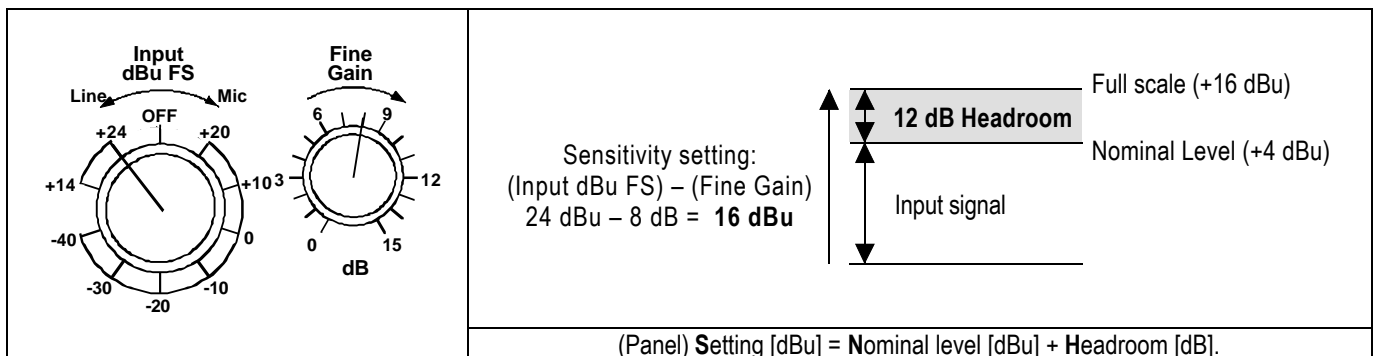 Input
dBu FS
Line
Mic
OFF
+24
+20
+14
+10
-40
0
-30
-10
-20
Fine
Gain
6
9
3
12
0
15
dB
Sensitivity setting:
(Input dBu FS) – (Fine Gain)
24 dBu – 8 dB = 16 dBu
Full scale (+16 dBu)
12 dB Headroom
Nominal Level (+4 dBu)
Input signal
(Panel) Setting [dBu] = Nominal level [dBu] + Headroom [dB].